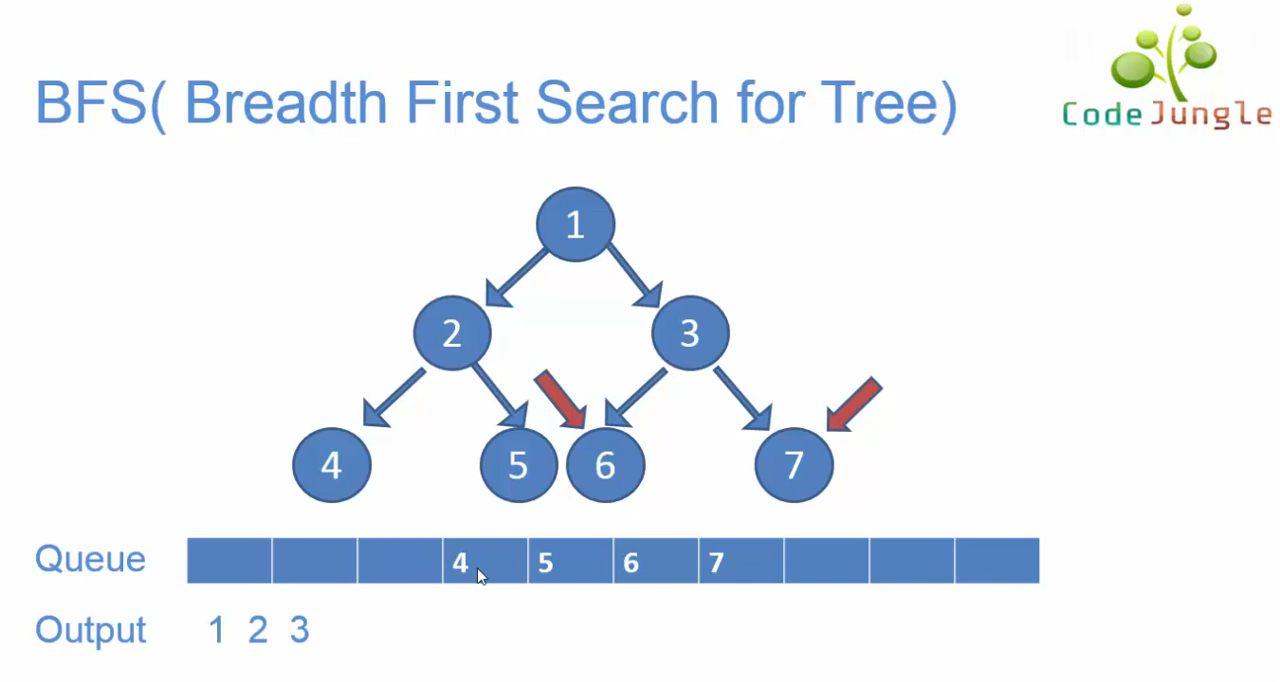 BFS( Breadth First Search for Tree)
CodeJungle
1
2 3
4 5 6 7
Queue 4 5 6 7
Output 1 2 3